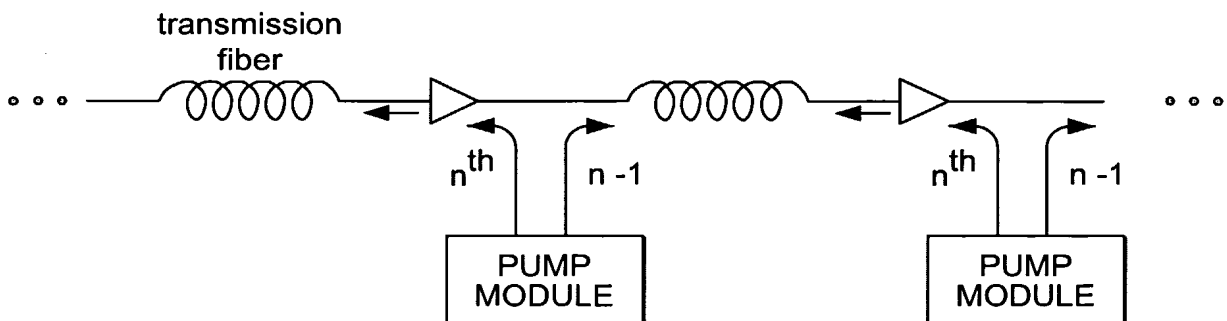 transmission
fiber
nth
n -1
nth
n -1
PUMP
MODULE
PUMP
MODULE